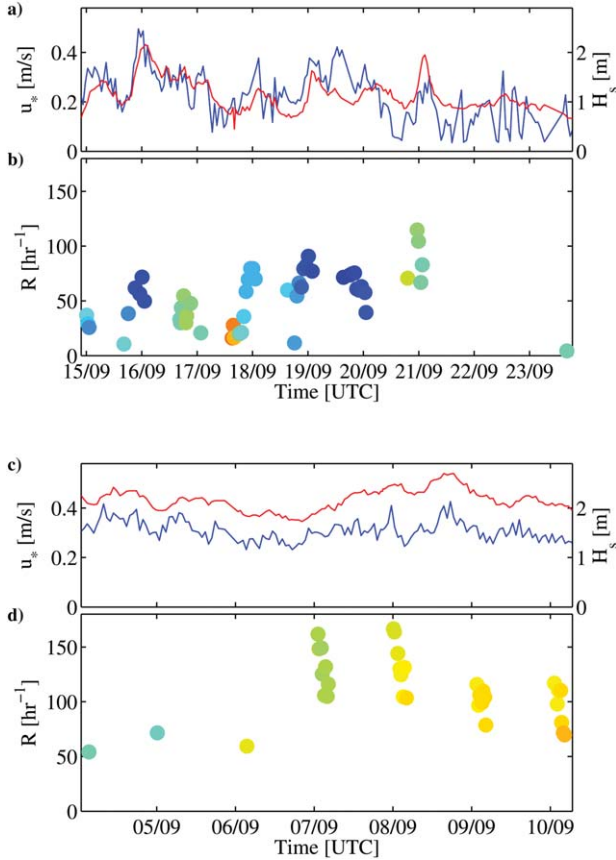 a)
0.4
0.2
0
u* [m/s]
2
1
0
Hs [m]
b)
150
100
50
0
R [hr−1]
15/09 16/09 17/09 18/09 19/09 20/09 21/09 22/09 23/09
Time [UTC]
c)
0.4
0.2
0
u* [m/s]
2
1
0
Hs [m]
d)
150
100
50
0
R [hr−1]
05/09 06/09 07/09 08/09 09/09 10/09
Time [UTC]